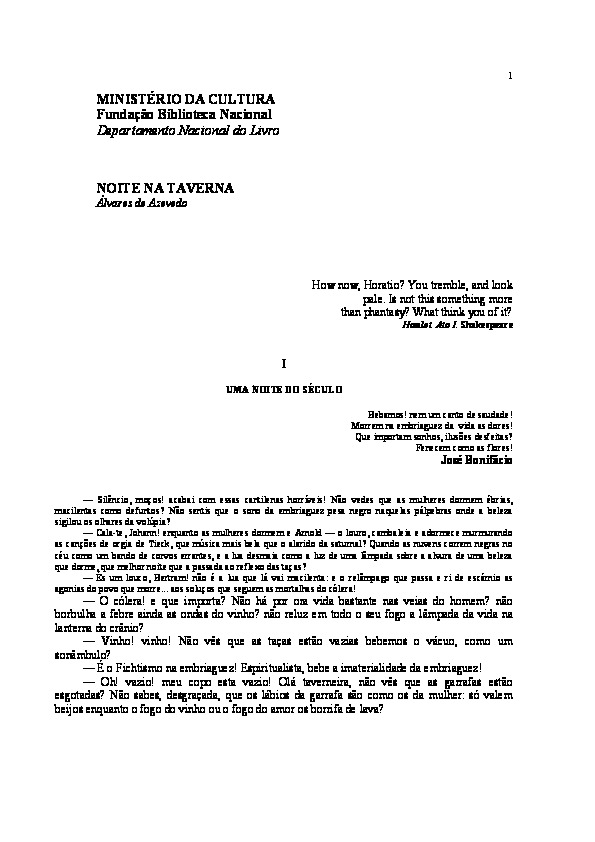 1
MINISTÉRIO DA CULTURA
Fundação Biblioteca Nacional
Departamento Nacional do Livro
NOITE NA TAVERNA
Álvares de Azevedo
How now, Horatio? You tremble, and look
pale. Is not this something more
than phantasy? What think you of it?
Hamlet. Ato I. Shakespeare
I
UMA NOITE DO SÉCULO
Bebamos! nem um canto de saudade!
Morrem na embriaguez da vida as dores!
Que importam sonhos, ilusões desfeitas?
Fenecem como as flores!
José Bonifácio
— Silêncio, moços! acabai com essas cantilenas horríveis! Não vedes que as mulheres dormem ébrias,
macilentas como defuntos? Não sentis que o sono da embriaguez pesa negro naquelas pálpebras onde a beleza
sigilou os olhares da volúpia?
— Cala-te, Johann! enquanto as mulheres dormem e Arnold — o louro, cambaleia e adormece murmurando
as canções de orgia de Tieck, que música mais bela que o alarido da saturnal? Quando as nuvens correm negras no
céu como um bando de corvos errantes, e a lua desmaia como a luz de uma lâmpada sobre a alvura de uma beleza
que dorme, que melhor noite que a passada ao reflexo das taças?
— És um louco, Bertram! não é a lua que lá vai macilenta: e o relâmpago que passa e ri de escárnio as
agonias do povo que morre... aos soluços que seguem as mortalhas do cólera!
— O cólera! e que importa? Não há por ora vida bastante nas veias do homem? não
borbulha a febre ainda as ondas do vinho? não reluz em todo o seu fogo a lâmpada da vida na
lanterna do crânio?
— Vinho! vinho! Não vês que as taças estão vazias bebemos o vácuo, como um
sonâmbulo?
— É o Fichtismo na embriaguez! Espiritualista, bebe a imaterialidade da embriaguez!
— Oh! vazio! meu copo esta vazio! Olá taverneira, não vês que as garrafas estão
esgotadas? Não sabes, desgraçada, que os lábios da garrafa são como os da mulher: só valem
beijos enquanto o fogo do vinho ou o fogo do amor os borrifa de lava?